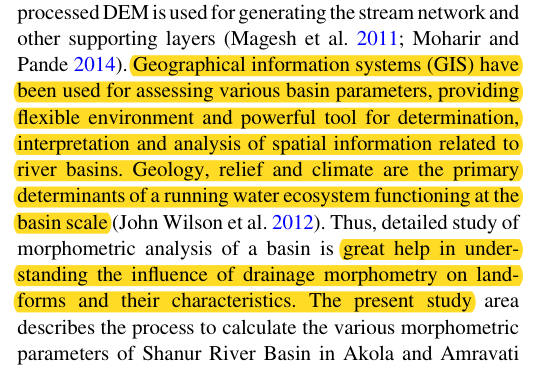 processed DEM is used for generating the stream network and
other supporting layers (Magesh et al. 2011; Moharir and
Pande 2014). Geographical information systems (GIS) have
been used for assessing various basin parameters, providing
flexible environment and powerful tool for determination,
interpretation and analysis of spatial information related to
river basins. Geology, relief and climate are the primary
determinants of a running water ecosystem functioning at the
basin scale (John Wilson et al. 2012). Thus, detailed study of
morphometric analysis of a basin is great help in under-
standing the influence of drainage morphometry on land-
forms and their characteristics. The present study area
describes the process to calculate the various morphometric
parameters of Shanur River Basin in Akola and Amravati